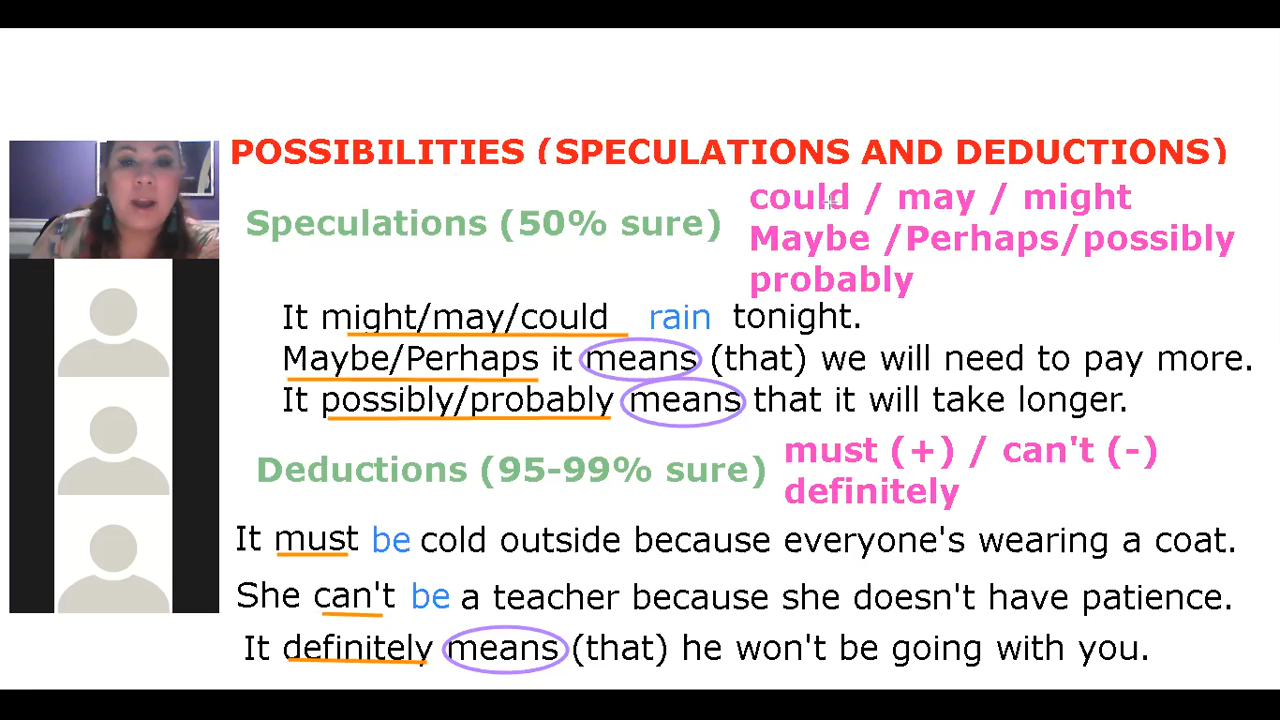 POSSIBILITIES (SPECULATIONS AND DEDUCTIONS)
Speculations (50% sure)
could / may / might
Maybe /Perhaps/possibly
probably
It might/may/could rain tonight.
Maybe/Perhaps it means (that) we will need to pay more.
It possibly/probably means that it will take longer.
Deductions (95-99% sure)
must (+) / can't (-)
definitely
It must be cold outside because everyone's wearing a coat.
She can't be a teacher because she doesn't have patience.
It definitely means (that) he won't be going with you.